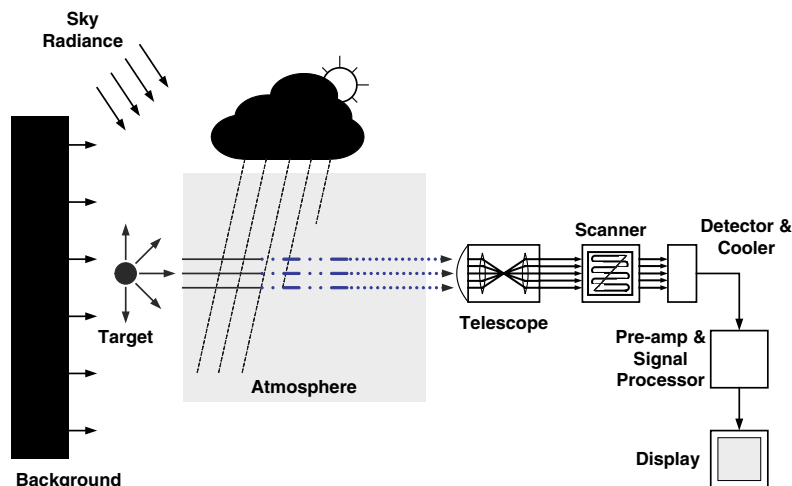 Sky
Radiance
Scanner
Detector &
Cooler
Telescope
Target
Pre-amp &
Signal
Processor
Atmosphere
Display
Background